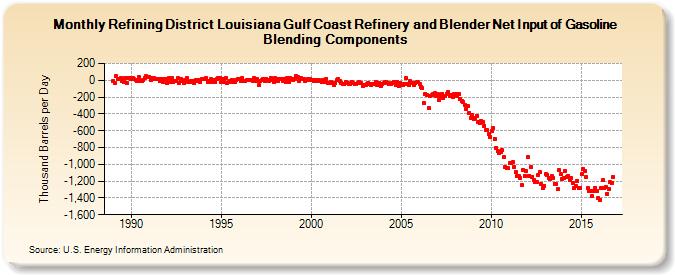 Monthly Refining District Louisiana Gulf Coast Refinery and Blender Net Input of Gasoline
Blending Components
Thousand Barrels per Day
200
0
-200
-400
-600
-800
-1,000
-1,200
-1,400
-1,600
1990 1995 2000 2005 2010 2015
Source: U.S. Energy Information Administration